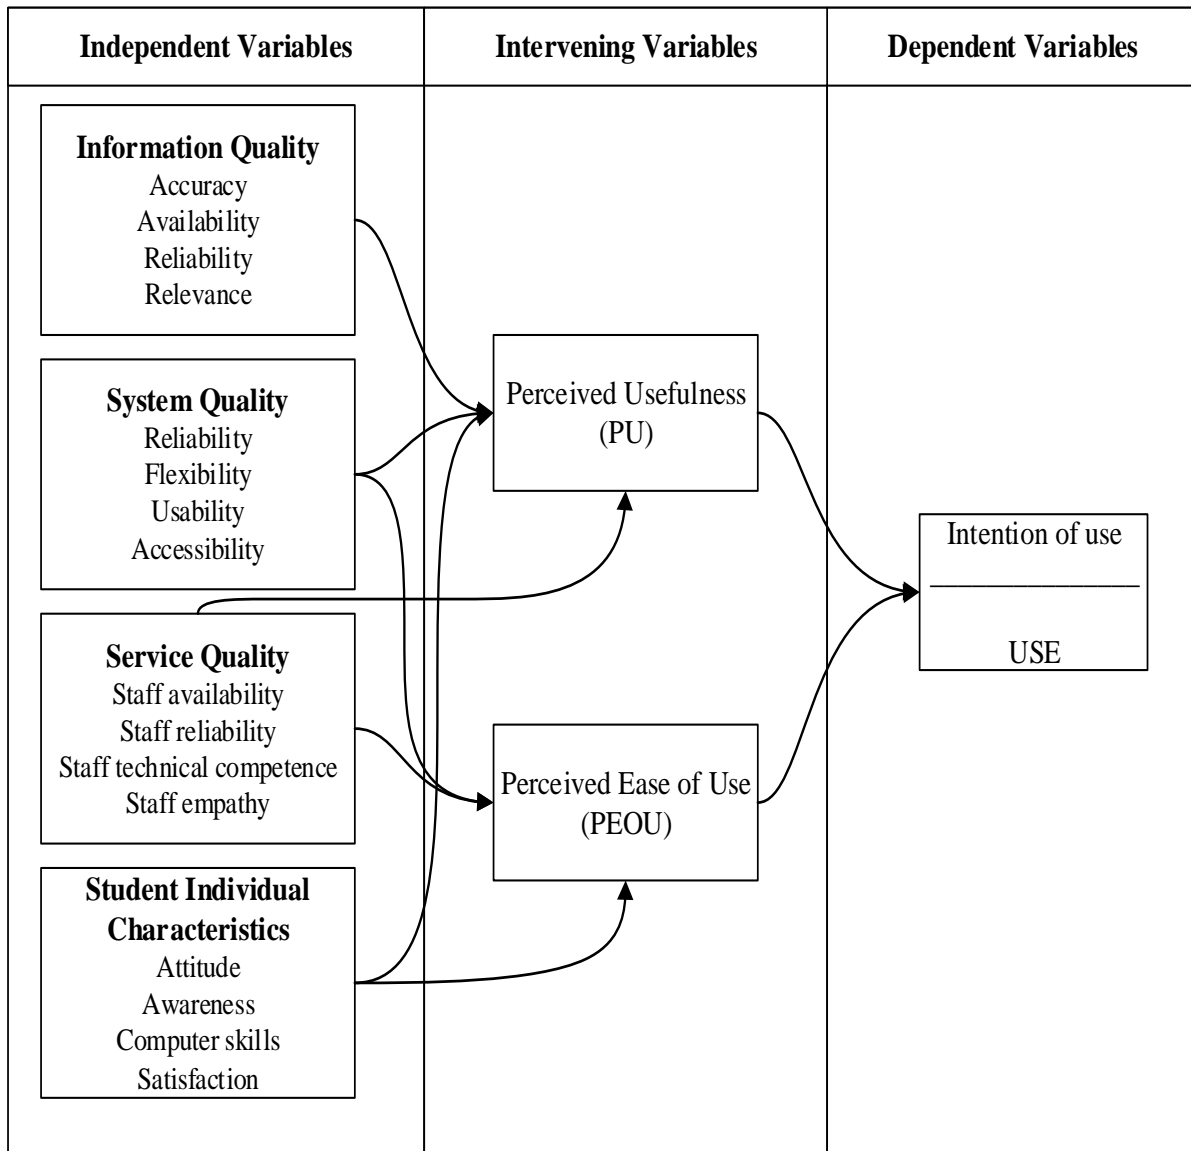 Independent Variables
Intervening Variables
Dependent Variables
Information Quality
Accuracy
Availability
Reliability
Relevance
System Quality
Reliability
Flexibility
Usability
Accessibility
Service Quality
Staff availability
Staff reliability
Staff technical competence
Staff empathy
Student Individual
Characteristics
Attitude
Awareness
Computer skills
Satisfaction
Perceived Usefulness
(PU)
Perceived Ease of Use
(PEOU)
Intention of use
USE